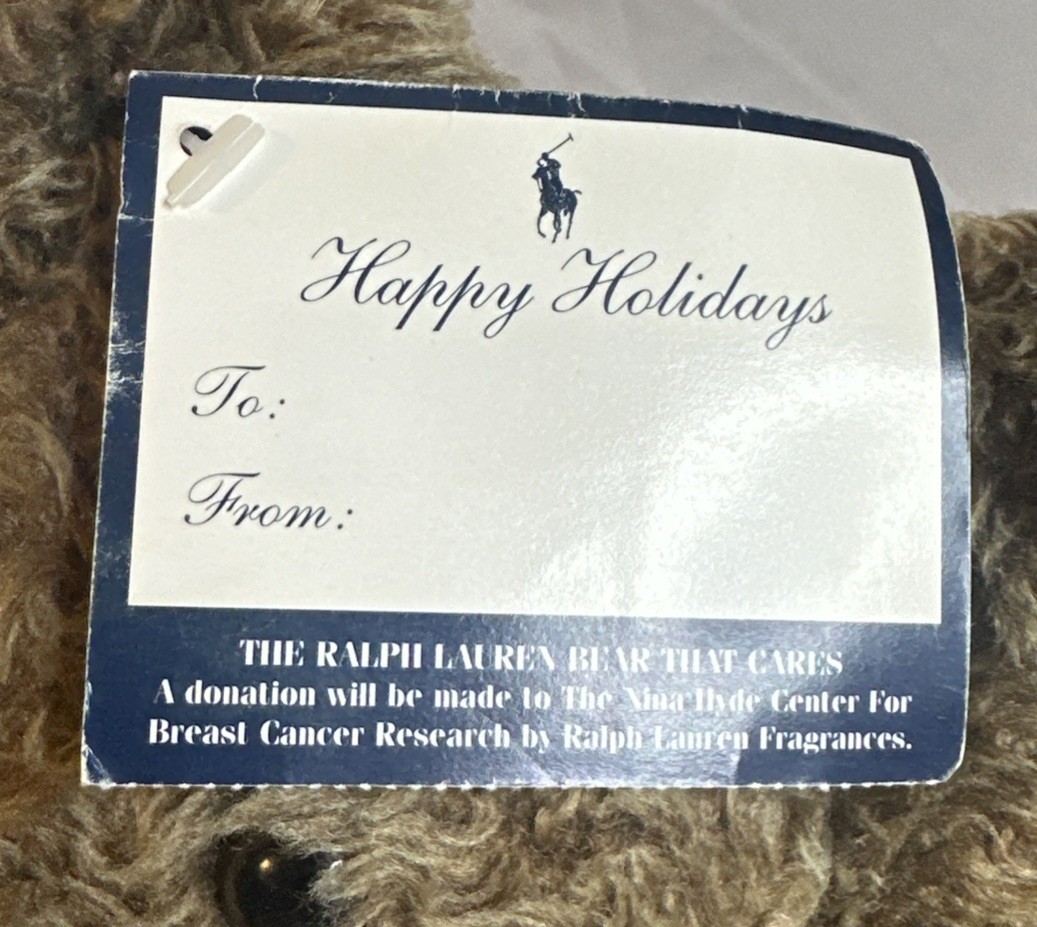 Happy Holidays
To:
From:
THE RALPH LAUREN BEAR THAT CARES
A donation will be made to The Nina Hyde Center For
Breast Cancer Research by Ralph Lauren Fragrances.